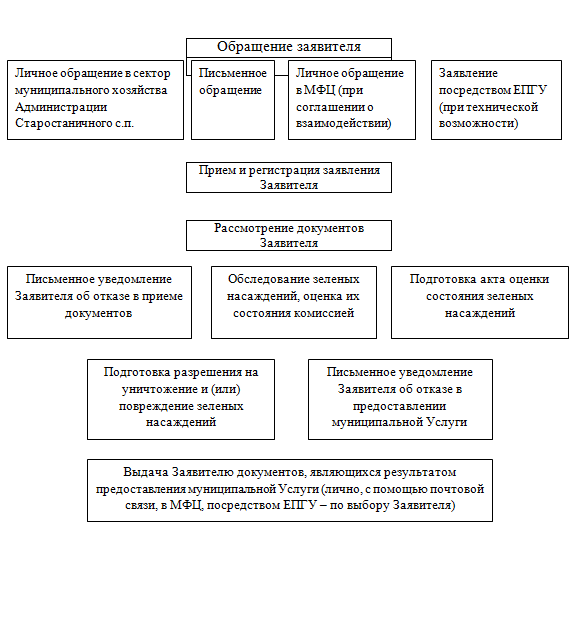 Обращение заявителя
Личное обращение в сектор
муниципального хозяйства
Администрации
Старостаничного с.п.
Письменное
обращение
Личное обращение
в МФЦ (при
соглашении о
взаимодействии)
Заявление
посредством ЕПГУ
(при технической
возможности)
Прием и регистрация заявления
Заявителя
Рассмотрение документов
Заявителя
Письменное уведомление
Заявителя об отказе в приеме
документов
Обследование зеленых
насаждений, оценка их
состояния комиссией
Подготовка акта оценки
состояния зеленых
насаждений
Подготовка разрешения на
уничтожение и (или)
повреждение зеленых
насаждений
Письменное уведомление
Заявителя об отказе в
предоставлении
муниципальной Услуги
Выдача Заявителю документов, являющихся результатом
предоставления муниципальной Услуги (лично, с помощью почтовой
связи, в МФЦ, посредством ЕПГУ – по выбору Заявителя)